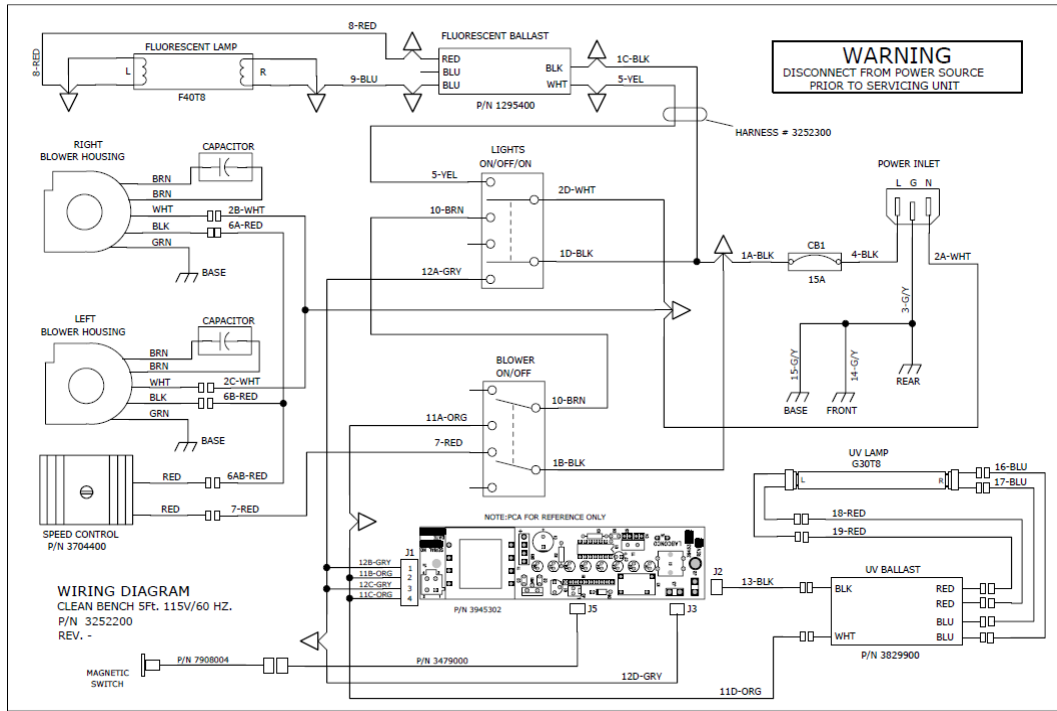 8-RED
8-RED
FLUORESCENT LAMP
L
R
F40T8
9-BLU
FLUORESCENT BALLAST
RED
BLU
BLU
BLK
WHT
P/N 1295400
1C-BLK
5-YEL
WARNING
DISCONNECT FROM POWER SOURCE
PRIOR TO SERVICING UNIT
HARNESS # 3252300
RIGHT
BLOWER HOUSING
CAPACITOR
BRN
BRN
WHT
2B-WHT
BLK
6A-RED
GRN
BASE
LIGHTS
ON/OFF/ON
5-YEL
2D-WHT
10-BRN
1D-BLK
12A-GRY
POWER INLET
L G N
1A-BLK
CB1
15A
4-BLK
2A-WHT
3-G/Y
15-G/Y
14-G/Y
REAR
BASE
FRONT
LEFT
BLOWER HOUSING
CAPACITOR
BRN
BRN
WHT
2C-WHT
BLK
6B-RED
GRN
BASE
BLOWER
ON/OFF
10-BRN
11A-ORG
7-RED
1B-BLK
RED
6AB-RED
RED
7-RED
SPEED CONTROL
P/N 3704400
UV LAMP
G30T8
L
R
16-BLU
17-BLU
18-RED
19-RED
NOTE:PCA FOR REFERENCE ONLY
J1
12B-GRY
1
11B-ORG
2
12C-GRY
3
11C-ORG
4
P/N 3945302
J5
J3
J2
13-BLK
UV BALLAST
BLK
WHT
RED
RED
BLU
BLU
P/N 3829900
WIRING DIAGRAM
CLEAN BENCH 5Ft. 115V/60 HZ.
P/N 3252200
REV. -
MAGNETIC
SWITCH
P/N 7908004
P/N 3479000
12D-GRY
11D-ORG